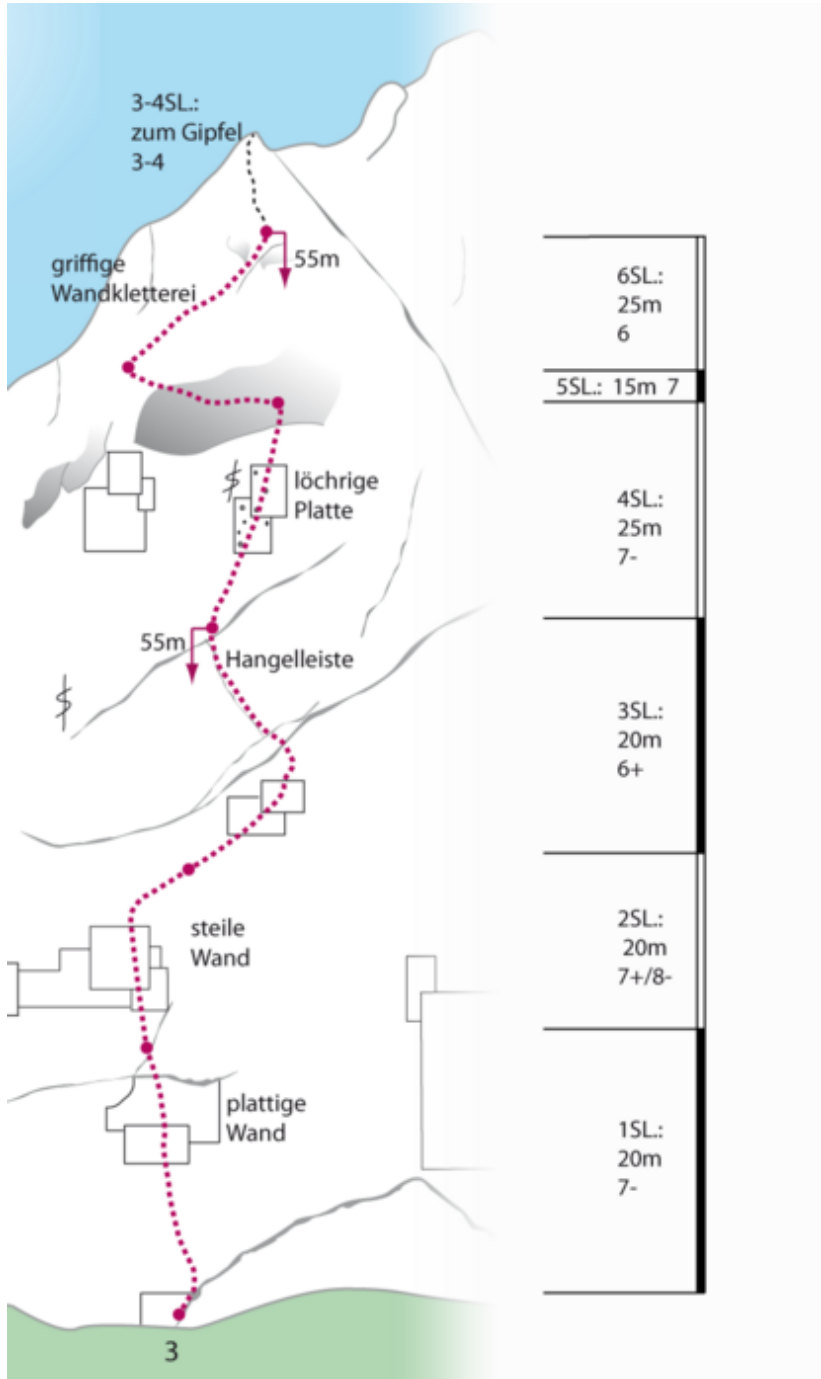 3-4SL.:
zum Gipfel
3-4
55m
griffige
Wandkletterei
6SL.:
25m
6
5SL.: 15m 7
löchrige
Platte
4SL.:
25m
7-
55m
Hangelleiste
3SL.:
20m
6+
steile
Wand
2SL.:
20m
7+/8-
plattige
Wand
1SL.:
20m
7-
3